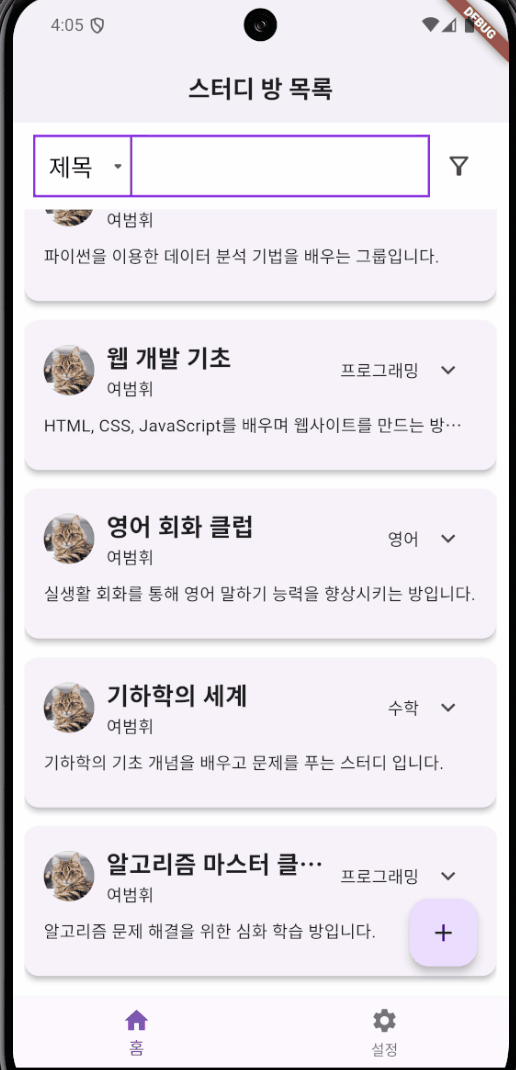 4:05
DEBUG
스터디 방 목록
제목
여범휘
파이썬을 이용한 데이터 분석 기법을 배우는 그룹입니다.
웹 개발 기초
프로그래밍
여범휘
HTML, CSS, JavaScript를 배우며 웹사이트를 만드는 방…
영어 회화 클럽
영어
여범휘
실생활 회화를 통해 영어 말하기 능력을 향상시키는 방입니다.
기하학의 세계
수학
여범휘
기하학의 기초 개념을 배우고 문제를 푸는 스터디 입니다.
알고리즘 마스터 클…
프로그래밍
여범휘
알고리즘 문제 해결을 위한 심화 학습 방입니다.
홈
설정